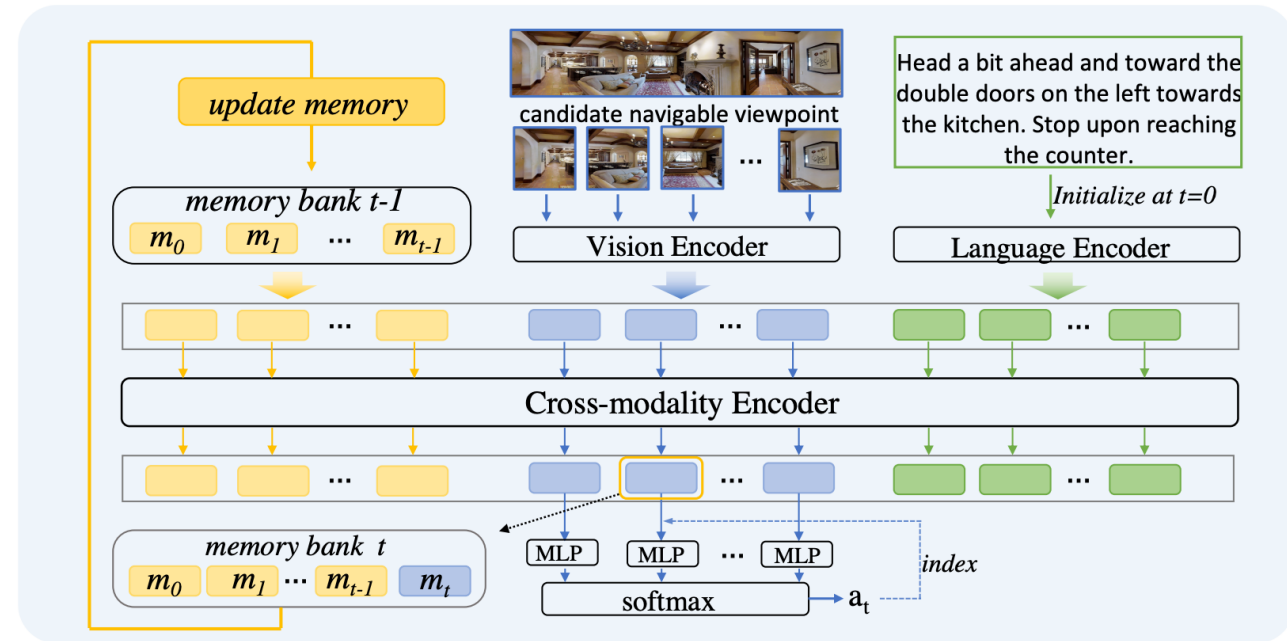 update memory
memory bank t-1
m0 m1 ... mt-1
candidate navigable viewpoint
...
Vision Encoder
Head a bit ahead and toward the
double doors on the left towards
the kitchen. Stop upon reaching
the counter.
Initialize at t=0
Language Encoder
... ... ...
Cross-modality Encoder
... ... ...
memory bank t
m0 m1 ... mt-1 mt
MLP MLP ... MLP
index
softmax at